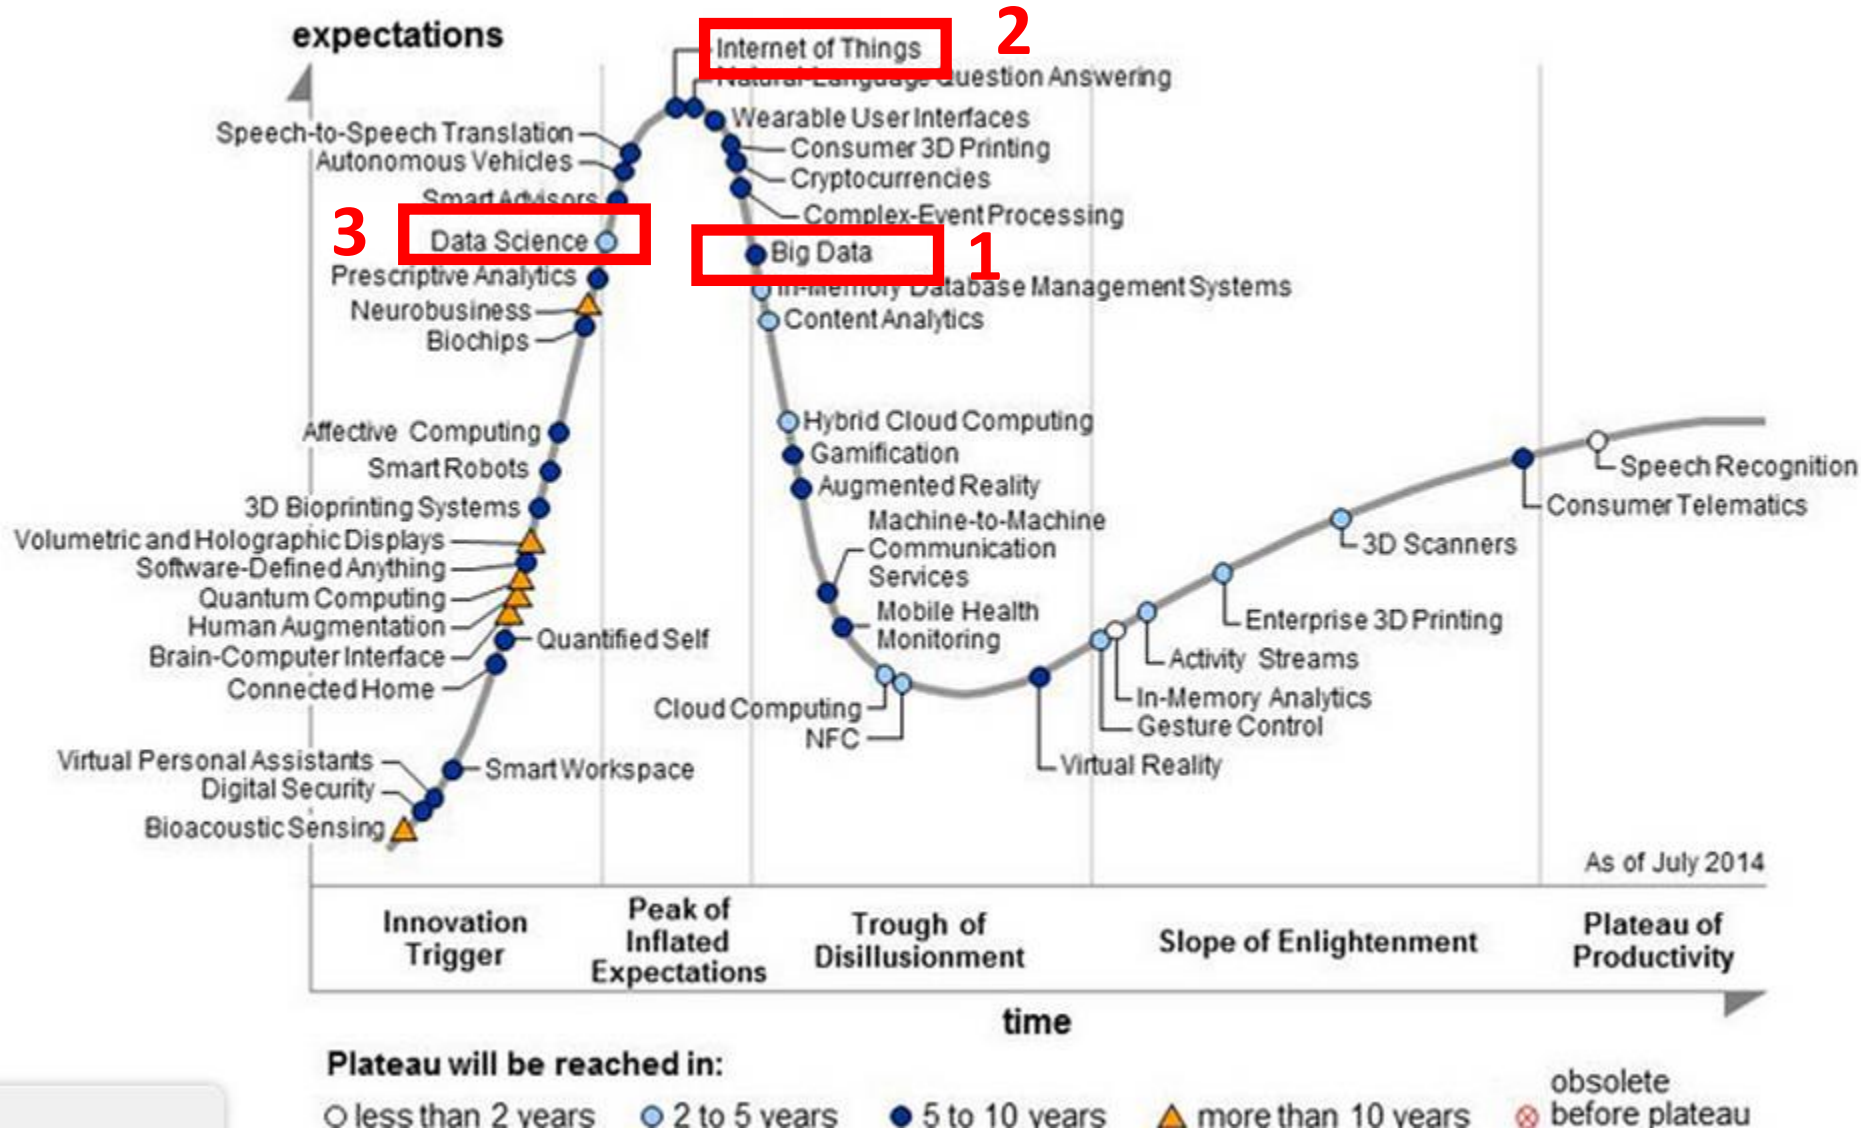 expectations
Internet of Things
2
Natural-Language Question Answering
Wearable User Interfaces
Speech-to-Speech Translation
Consumer 3D Printing
Autonomous Vehicles
Cryptocurrencies
Smart Advisors
Complex-Event Processing
3
Data Science
Big Data
1
Prescriptive Analytics
In-Memory Database Management Systems
Neurobusiness
Content Analytics
Biochips
Hybrid Cloud Computing
Affective Computing
Gamification
Smart Robots
Speech Recognition
Augmented Reality
3D Bioprinting Systems
Consumer Telematics
Machine-to-Machine
Communication
Services
Volumetric and Holographic Displays
3D Scanners
Software-Defined Anything
Quantum Computing
Mobile Health
Monitoring
Human Augmentation
Enterprise 3D Printing
Quantified Self
Brain-Computer Interface
Activity Streams
Connected Home
In-Memory Analytics
Cloud Computing
Gesture Control
NFC
Virtual Reality
Virtual Personal Assistants
Smart Workspace
Digital Security
Bioacoustic Sensing
As of July 2014
Innovation
Trigger
Peak of
Inflated
Expectations
Trough of
Disillusionment
Slope of Enlightenment
Plateau of
Productivity
time
Plateau will be reached in:
less than 2 years
2 to 5 years
5 to 10 years
more than 10 years
obsolete
before plateau